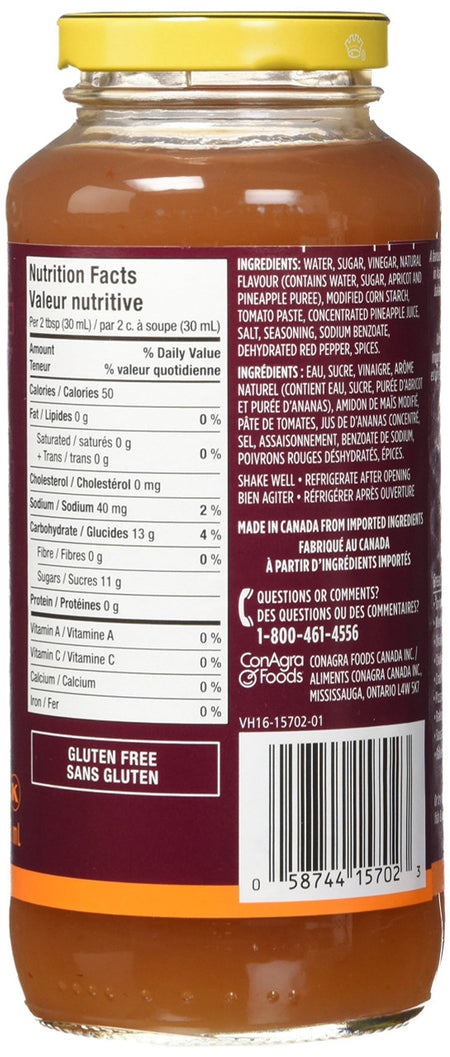 Nutrition Facts
Valeur nutritive
Per 2 tbsp (30 mL) / par 2 c. à soupe (30 mL)
Amount % Daily Value
Teneur % valeur quotidienne
Calories / Calories 50
Fat / Lipides 0 g 0 %
Saturated / saturés 0 g
+ Trans / trans 0 g 0 %
Cholesterol / Cholestérol 0 mg
Sodium / Sodium 40 mg 2 %
Carbohydrate / Glucides 13 g 4 %
Fibre / Fibres 0 g 0 %
Sugars / Sucres 11 g
Protein / Protéines 0 g
Vitamin A / Vitamine A 0 %
Vitamin C / Vitamine C 0 %
Calcium / Calcium 0 %
Iron / Fer 0 %
GLUTEN FREE
SANS GLUTEN
INGREDIENTS: WATER, SUGAR, VINEGAR, NATURAL
FLAVOUR (CONTAINS WATER, SUGAR, APRICOT AND
PINEAPPLE PUREE), MODIFIED CORN STARCH,
TOMATO PASTE, CONCENTRATED PINEAPPLE JUICE,
SALT, SEASONING, SODIUM BENZOATE,
DEHYDRATED RED PEPPER, SPICES.
INGRÉDIENTS : EAU, SUCRE, VINAIGRE, ARÔME
NATUREL (CONTIENT EAU, SUCRE, PURÉE D'ABRICOT
ET PURÉE D'ANANAS), AMIDON DE MAÏS MODIFIÉ,
PÂTE DE TOMATES, JUS DE D'ANANAS CONCENTRÉ,
SEL, ASSAISONNEMENT, BENZOATE DE SODIUM,
POIVRONS ROUGES DÉSHYDRATÉS, ÉPICES.
SHAKE WELL • REFRIGERATE AFTER OPENING
BIEN AGITER • RÉFRIGÉRER APRÈS OUVERTURE
MADE IN CANADA FROM IMPORTED INGREDIENTS
FABRIQUÉ AU CANADA
À PARTIR D'INGRÉDIENTS IMPORTÉS
QUESTIONS OR COMMENTS?
DES QUESTIONS OU DES COMMENTAIRES?
1-800-461-4556
ConAgra Foods
CONAGRA FOODS CANADA INC. /
ALIMENTS CONAGRA CANADA INC.,
MISSISSAUGA, ONTARIO L4W 5K7
VH16-15702-01
0 58744 15702 3
mL